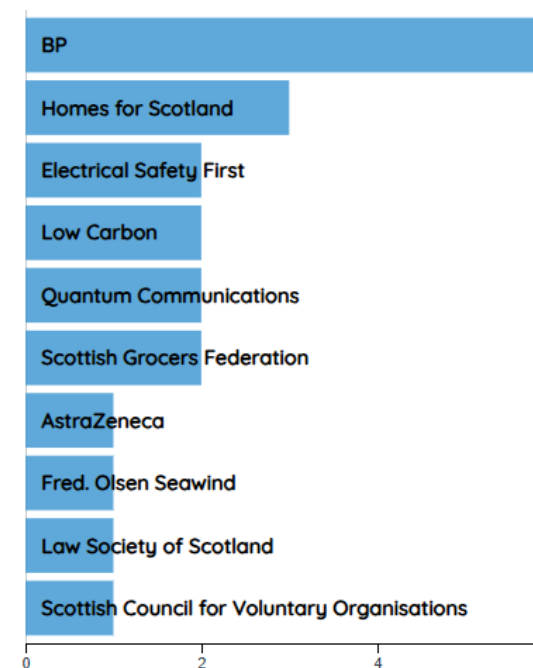 BP
Homes for Scotland
Electrical Safety First
Low Carbon
Quantum Communications
Scottish Grocers Federation
AstraZeneca
Fred. Olsen Seawind
Law Society of Scotland
Scottish Council for Voluntary Organisations
0 2 4